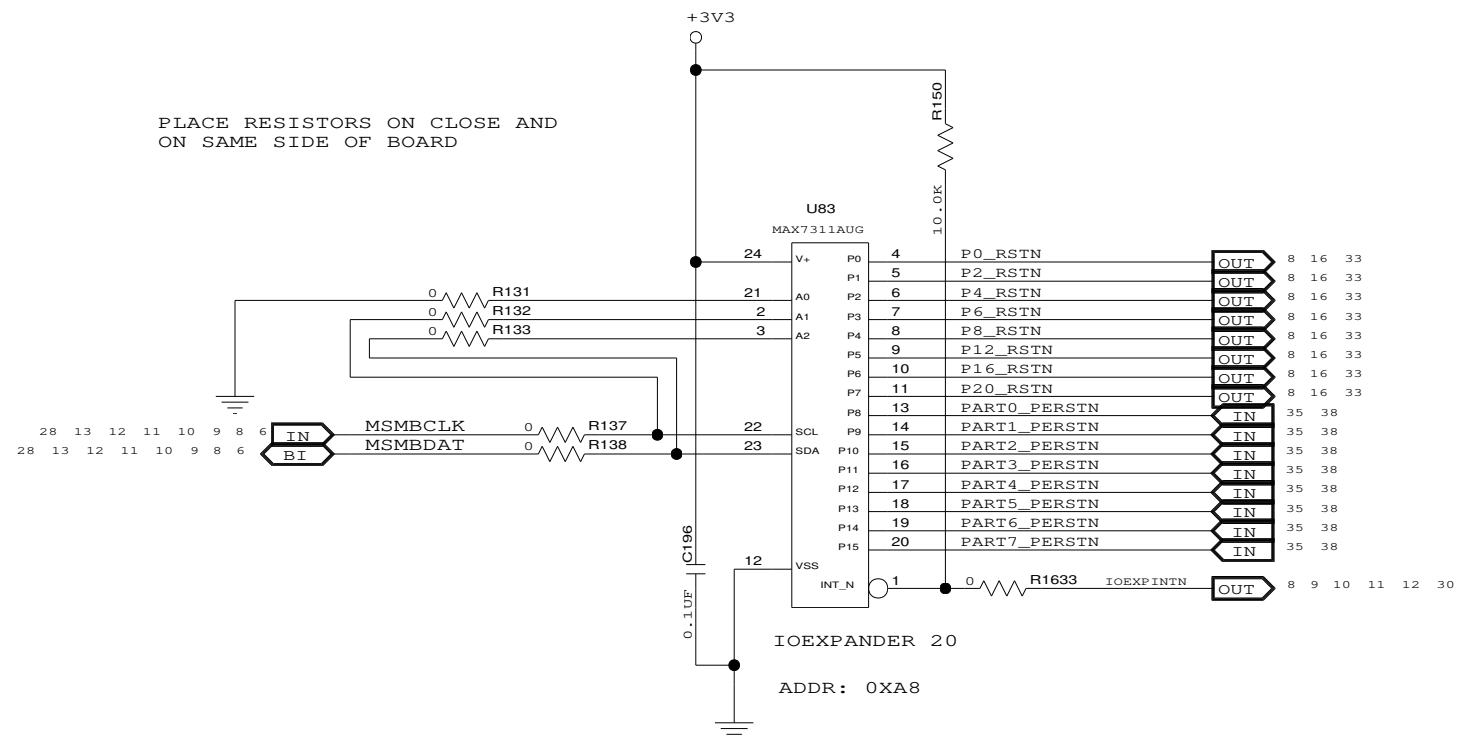 +3V3
PLACE RESISTORS ON CLOSE AND
ON SAME SIDE OF BOARD
R150
10.0K
U83
MAX7311AUG
24 V+ P0 4 P0_RSTN OUT 8 16 33
P1 5 P2_RSTN OUT 8 16 33
0 R131 21 A0 P2 6 P4_RSTN OUT 8 16 33
0 R132 2 A1 P3 7 P6_RSTN OUT 8 16 33
0 R133 3 A2 P4 8 P8_RSTN OUT 8 16 33
P5 9 P12_RSTN OUT 8 16 33
P6 10 P16_RSTN OUT 8 16 33
P7 11 P20_RSTN OUT 8 16 33
P8 13 PART0_PERSTN IN 35 38
28 13 12 11 10 9 8 6 IN MSMBCLK 0 R137 22 SCL P9 14 PART1_PERSTN IN 35 38
28 13 12 11 10 9 8 6 BI MSMBDAT 0 R138 23 SDA P10 15 PART2_PERSTN IN 35 38
P11 16 PART3_PERSTN IN 35 38
P12 17 PART4_PERSTN IN 35 38
P13 18 PART5_PERSTN IN 35 38
P14 19 PART6_PERSTN IN 35 38
P15 20 PART7_PERSTN IN 35 38
C196
0.1UF
12 VSS
INT_N 1 0 R1633 IOEXPINTN OUT 8 9 10 11 12 30
IOEXPANDER 20
ADDR: 0XA8